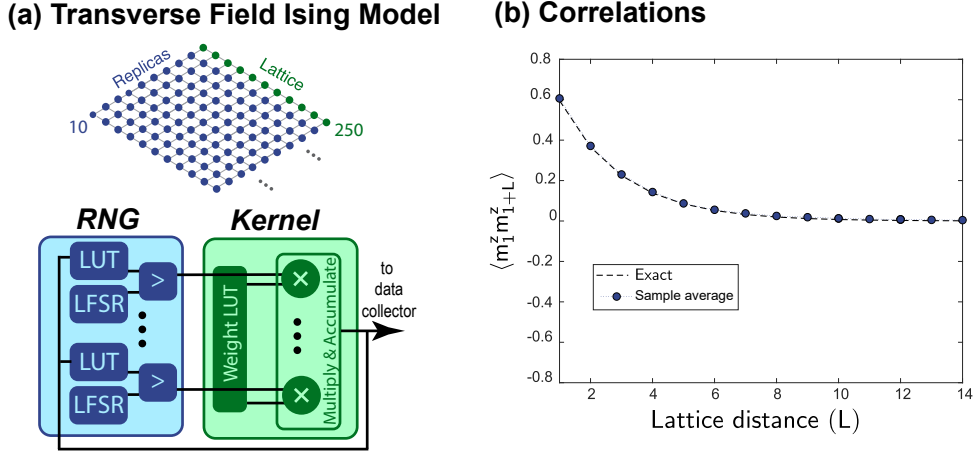 (a) Transverse Field Ising Model
Replicas
Lattice
10
250
RNG
Kernel
LUT
LFSR
>
LUT
LFSR
>
Weight LUT
×
×
Multiply & Accumulate
to
data
collector
(b) Correlations
0.6
0.4
0.2
0
-0.2
-0.4
-0.6
-0.8
2
4
6
8
10
12
14
⟨m₁ᶻm₁₊Lᶻ⟩
Exact
Sample average
Lattice distance (L)